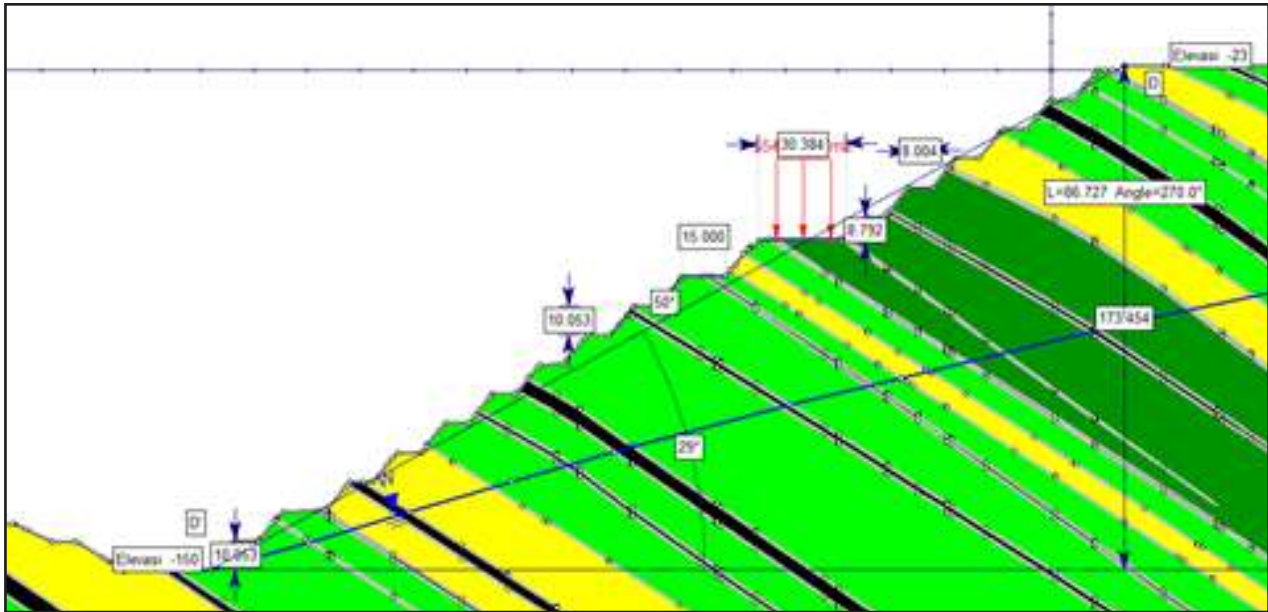 Elevasi -23
D
30.384
8.004
L=86.727 Angle=270.0°
8.792
15.000
50°
10.053
173.454
29°
D'
Elevasi -150
10.053